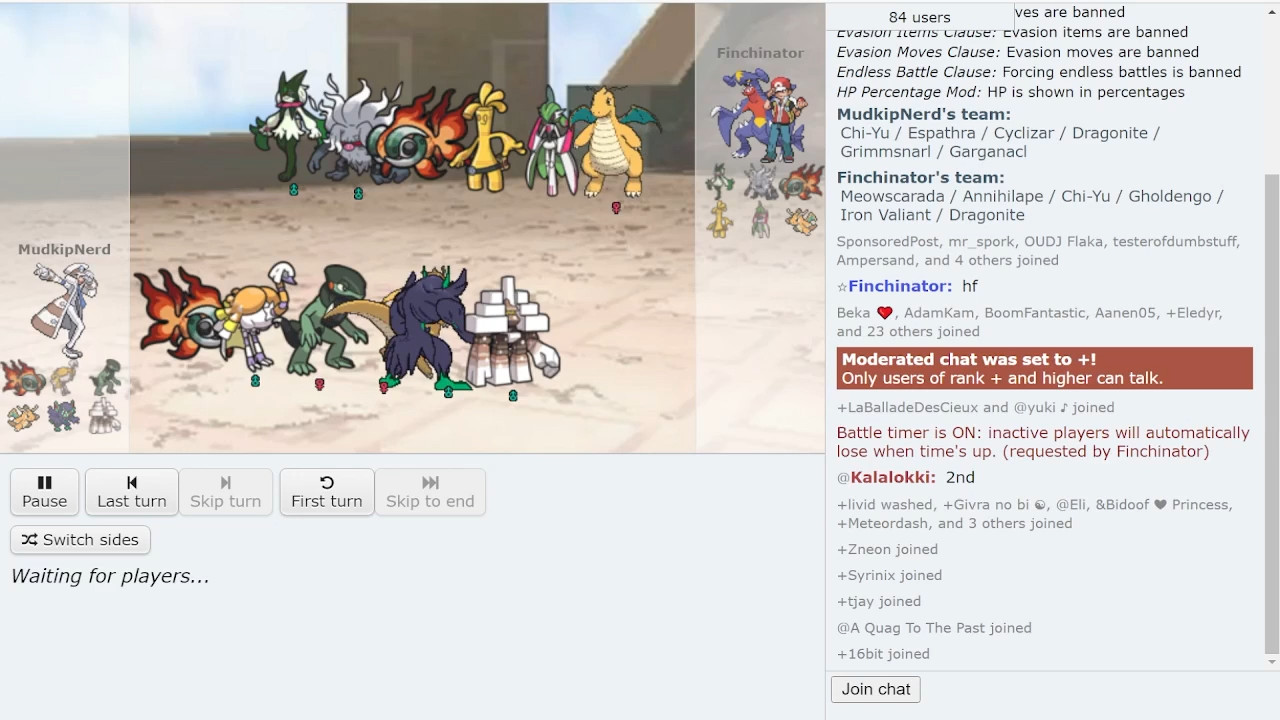 84 users
ves are banned
Evasion Items Clause: Evasion items are banned
Evasion Moves Clause: Evasion moves are banned
Endless Battle Clause: Forcing endless battles is banned
HP Percentage Mod: HP is shown in percentages
MudkipNerd's team:
Chi-Yu / Espathra / Cyclizar / Dragonite /
Grimmsnarl / Garganacl
Finchinator's team:
Meowscarada / Annihilape / Chi-Yu / Gholdengo /
Iron Valiant / Dragonite
SponsoredPost, mr_spork, OUDJ Flaka, testerofdumbstuff,
Ampersand, and 4 others joined
☆Finchinator: hf
Beka ❤, AdamKam, BoomFantastic, Aanen05, +Eledyr,
and 23 others joined
Moderated chat was set to +!
Only users of rank + and higher can talk.
+LaBalladeDesCieux and @yuki ♪ joined
Battle timer is ON: inactive players will automatically
lose when time's up. (requested by Finchinator)
@Kalalokki: 2nd
+livid washed, +Givra no bi ☯, @Eli, &Bidoof ♥ Princess,
+Meteordash, and 3 others joined
+Zneon joined
+Syrinix joined
+tjay joined
@A Quag To The Past joined
+16bit joined
Join chat
Finchinator
MudkipNerd
Pause
Last turn
Skip turn
First turn
Skip to end
Switch sides
Waiting for players...